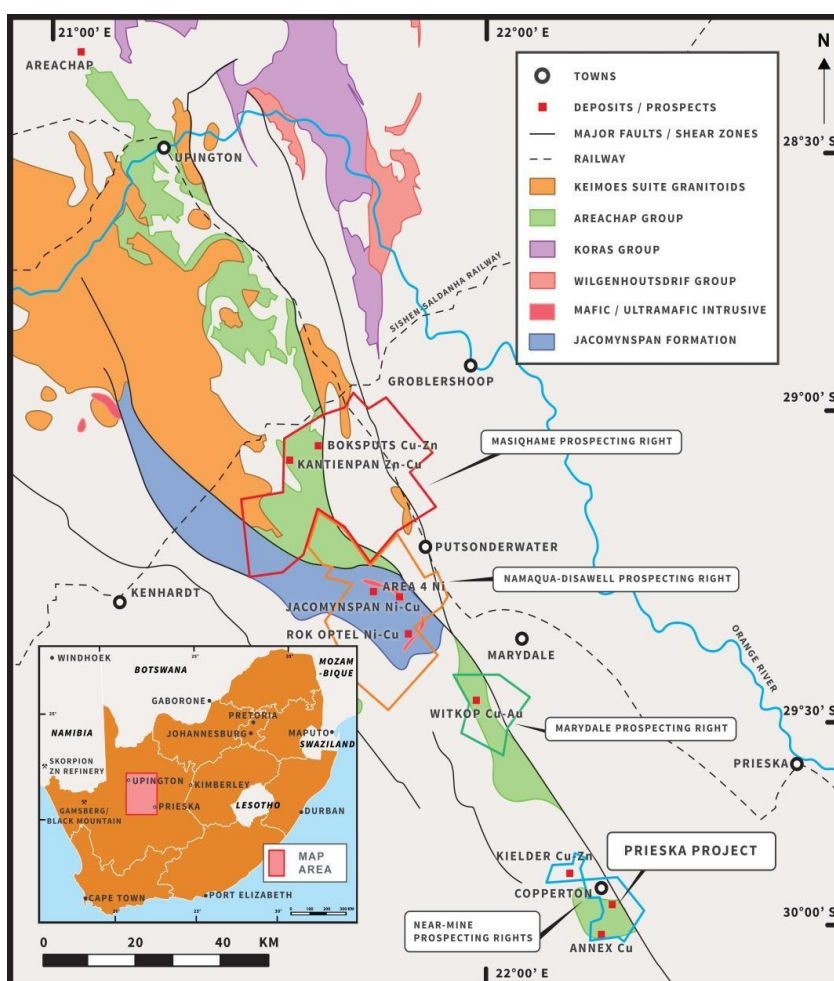 21°00’ E
22°00’ E
N
AREACHAP
28°30’ S
UPINGTON
TOWNS
DEPOSITS / PROSPECTS
MAJOR FAULTS / SHEAR ZONES
RAILWAY
KEIMOES SUITE GRANITOIDS
AREACHAP GROUP
KORAS GROUP
WILGENHOUTSDRIF GROUP
MAFIC / ULTRAMAFIC INTRUSIVE
JACOMYNSPAN FORMATION
SISHEN-SALDANHA RAILWAY
GROBLERSHOOP
29°00’ S
BOKSPUTS Cu-Zn
KANTIENPAN Zn-Cu
MASIQHAME PROSPECTING RIGHT
PUTSONDERWATER
NAMAQUA-DISAWELL PROSPECTING RIGHT
KENHARDT
AREA 4 Ni
JACOMYNSPAN Ni-Cu
ROK OPTEL Ni-Cu
MARYDALE
ORANGE RIVER
WITKOP Cu-Au
MARYDALE PROSPECTING RIGHT
29°30’ S
PRIESKA
KIELDER Cu-Zn
PRIESKA PROJECT
COPPERTON
NEAR-MINE
PROSPECTING RIGHTS
ANNEX Cu
30°00’ S
22°00’ E
WINDHOEK
BOTSWANA
MOZAM
-BIQUE
GABORONE
PRETORIA
NAMIBIA
JOHANNESBURG
MAPUTO
SWAZILAND
SKORPION
ZN REFINERY
UPINGTON
KIMBERLEY
GAMSBERG/
BLACK MOUNTAIN
PRIESKA
LESOTHO
DURBAN
MAP
AREA
CAPE TOWN
PORT ELIZABETH
0 20 40 KM